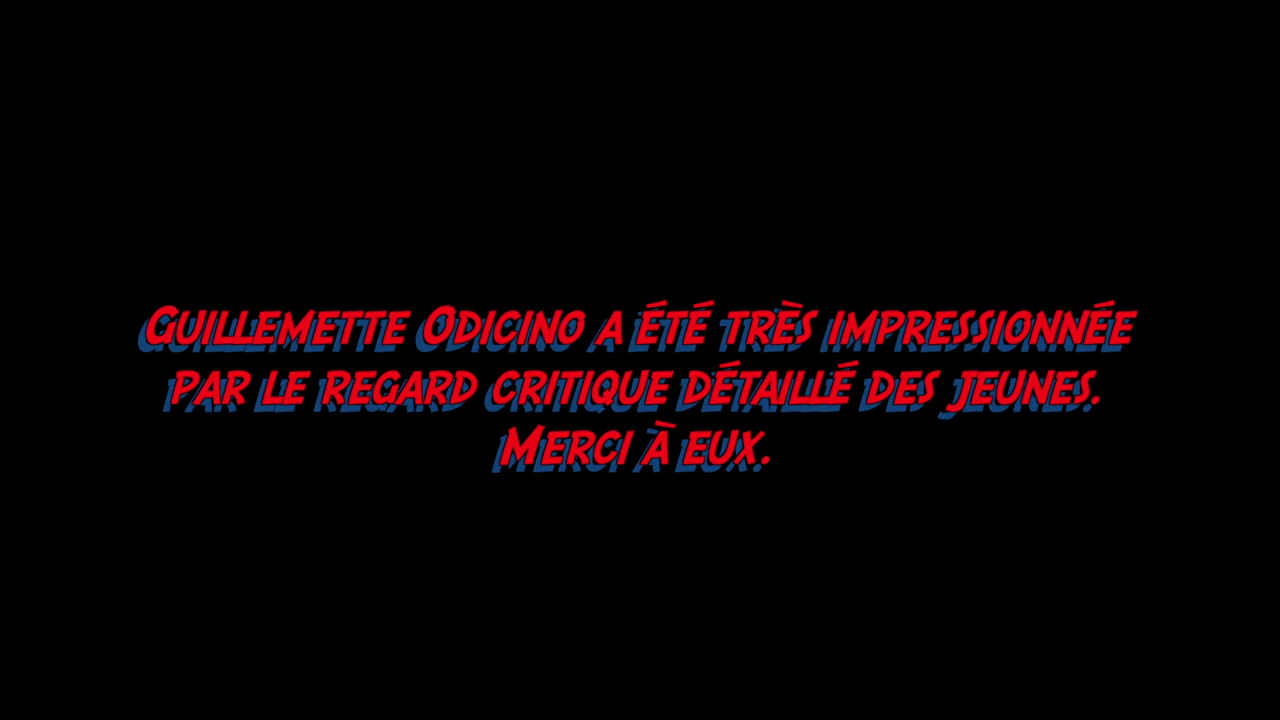 Guillemette Odicino a été très impressionnée
par le regard critique détaillé des jeunes.
Merci à eux.